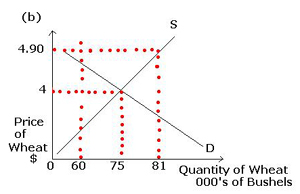 (b)
S
4.90
4
Price
of
Wheat
$
D
0 60 75 81
Quantity of Wheat
000's of Bushels